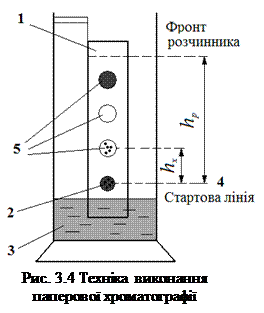 1
Фронт
розчинника
hр
5
hх
2
4
Стартова лінія
3
Рис. 3.4 Техніка виконання
паперової хроматографії